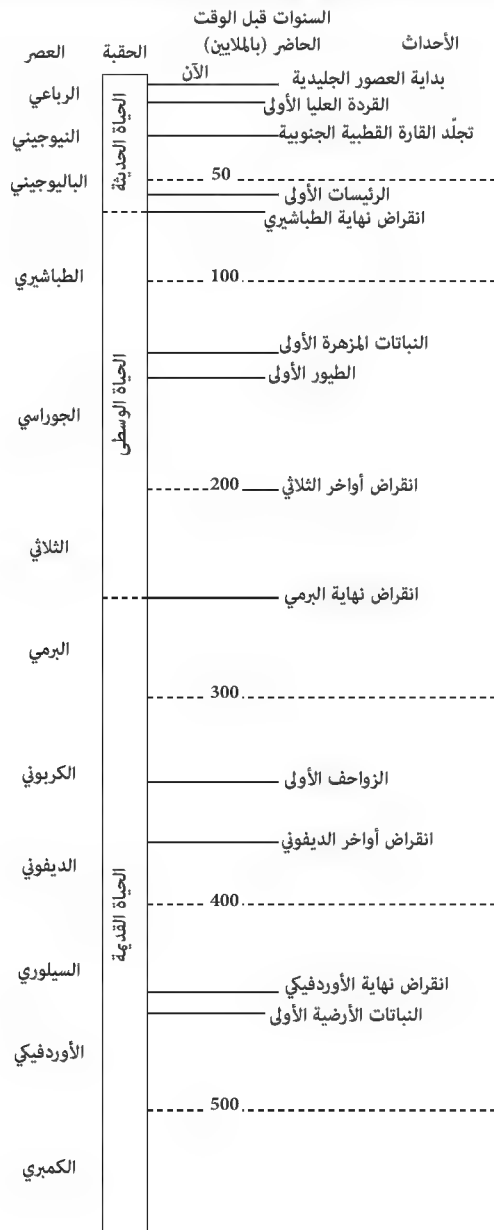 السنوات قبل الوقت
العصر الحقبة الحاضر (بالملايين) الأحداث
الآن
بداية العصور الجليدية
الرباعي
القردة العليا الأولى
النيوجيني
تجلّد القارة القطبية الجنوبية
الحياة الحديثة
الباليوجيني
50
الرئيسات الأولى
انقراض نهاية الطباشيري
الطباشيري
100
النباتات المزهرة الأولى
الطيور الأولى
الحياة الوسطى
الجوراسي
200
انقراض أواخر الثلاثي
الثلاثي
انقراض نهاية البرمي
البرمي
300
الكربوني
الزواحف الأولى
انقراض أواخر الديفوني
الديفوني
400
الحياة القديمة
السيلوري
انقراض نهاية الأوردفيكي
النباتات الأرضية الأولى
الأوردفيكي
500
الكمبري